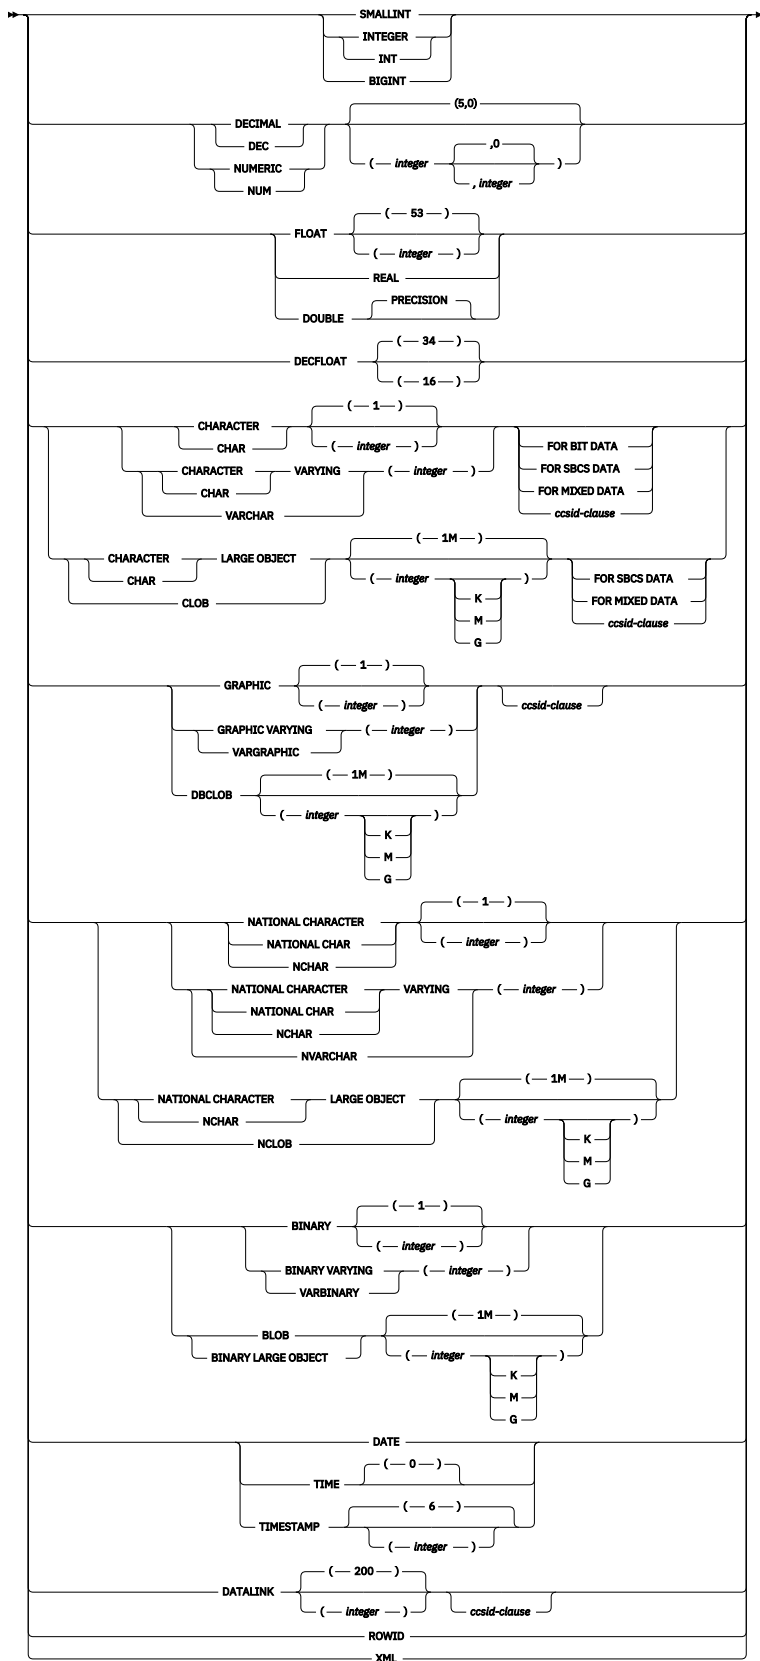 SMALLINT
INTEGER
INT
BIGINT
(5,0)
DECIMAL
DEC
,0
NUMERIC
( integer )
NUM
, integer
( 53 )
FLOAT
( integer )
REAL
PRECISION
DOUBLE
( 34 )
DECFLOAT
( 16 )
( 1 )
CHARACTER
CHAR
( integer )
FOR BIT DATA
CHARACTER VARYING ( integer )
FOR SBCS DATA
CHAR
FOR MIXED DATA
VARCHAR
ccsid-clause
( 1M )
CHARACTER LARGE OBJECT
CHAR
( integer )
FOR SBCS DATA
CLOB
K
FOR MIXED DATA
M
ccsid-clause
G
( 1 )
GRAPHIC
( integer )
ccsid-clause
GRAPHIC VARYING ( integer )
VARGRAPHIC
( 1M )
DBCLOB
( integer )
K
M
G
( 1 )
NATIONAL CHARACTER
NATIONAL CHAR
( integer )
NCHAR
NATIONAL CHARACTER VARYING ( integer )
NATIONAL CHAR
NCHAR
NVARCHAR
( 1M )
NATIONAL CHARACTER LARGE OBJECT
NCHAR
( integer )
NCLOB
K
M
G
( 1 )
BINARY
( integer )
BINARY VARYING ( integer )
VARBINARY
( 1M )
BLOB
BINARY LARGE OBJECT
( integer )
K
M
G
DATE
( 0 )
TIME
( 6 )
TIMESTAMP
( integer )
( 200 )
DATALINK
( integer )
ccsid-clause
ROWID
XML